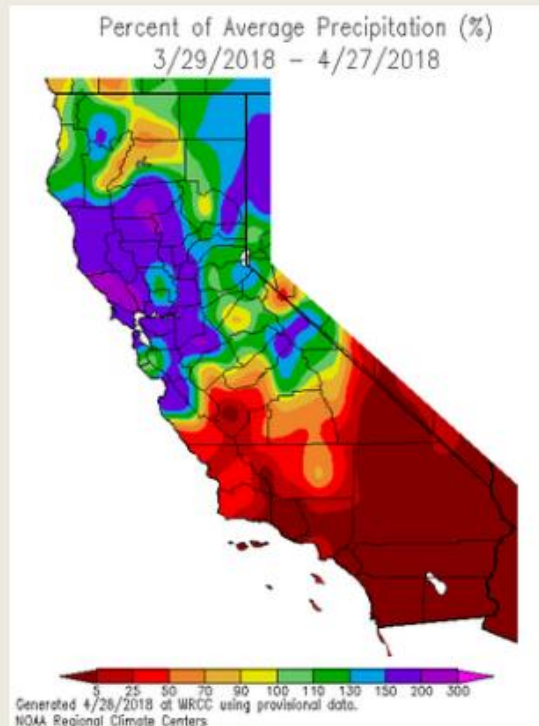 Percent of Average Precipitation (%)
3/29/2018 – 4/27/2018
5 25 50 70 90 100 110 130 150 200 300
Generated 4/28/2018 at WRCC using provisional data.
NOAA Regional Climate Centers